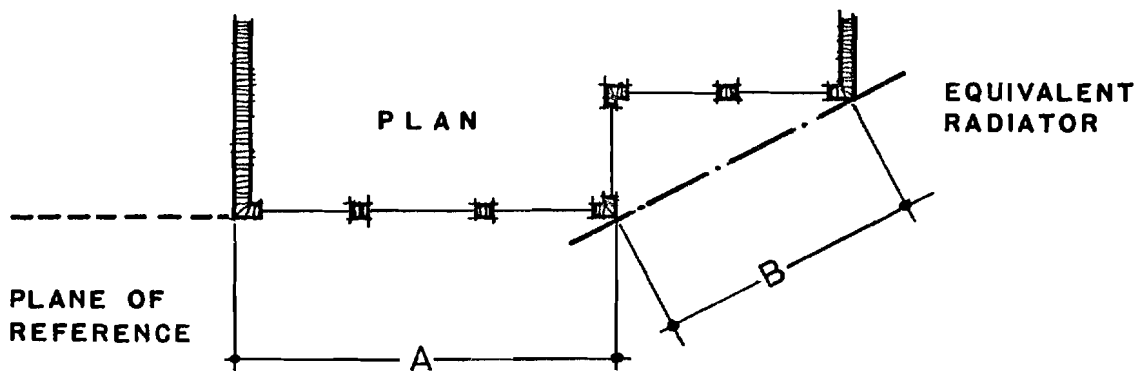 PLAN
EQUIVALENT
RADIATOR
PLANE OF
REFERENCE
B
A